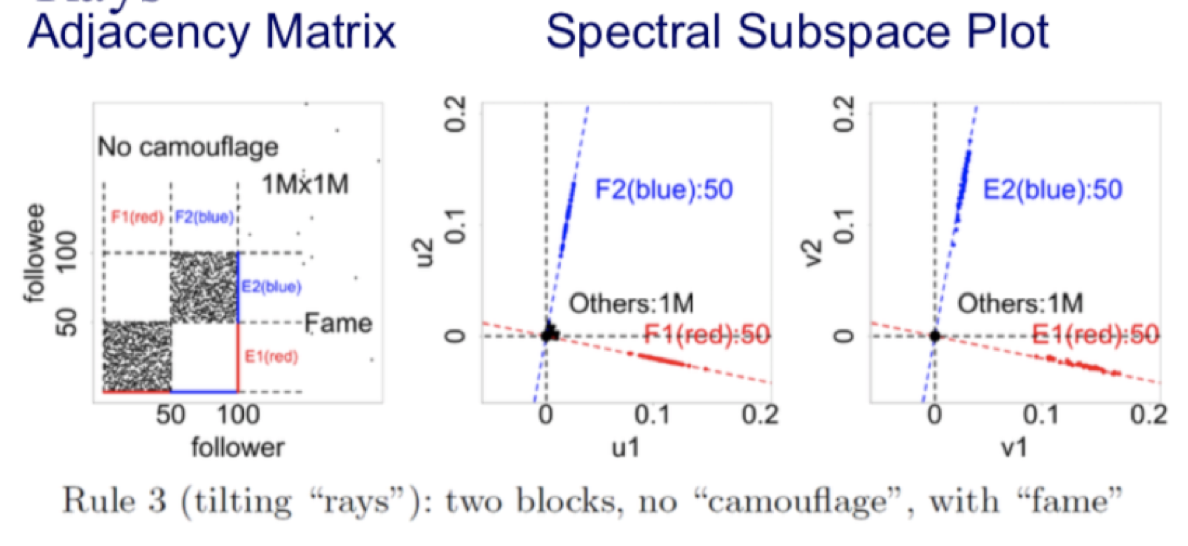 Rays
Adjacency Matrix
Spectral Subspace Plot
No camouflage
1Mx1M
F1(red)
F2(blue)
E2(blue)
Fame
E1(red)
followee
100
50
50
100
follower
0.2
0.1
0
u2
F2(blue):50
Others:1M
F1(red):50
0
0.1
0.2
u1
0.2
0.1
0
v2
E2(blue):50
Others:1M
E1(red):50
0
0.1
0.2
v1
Rule 3 (tilting “rays”): two blocks, no “camouflage”, with “fame”